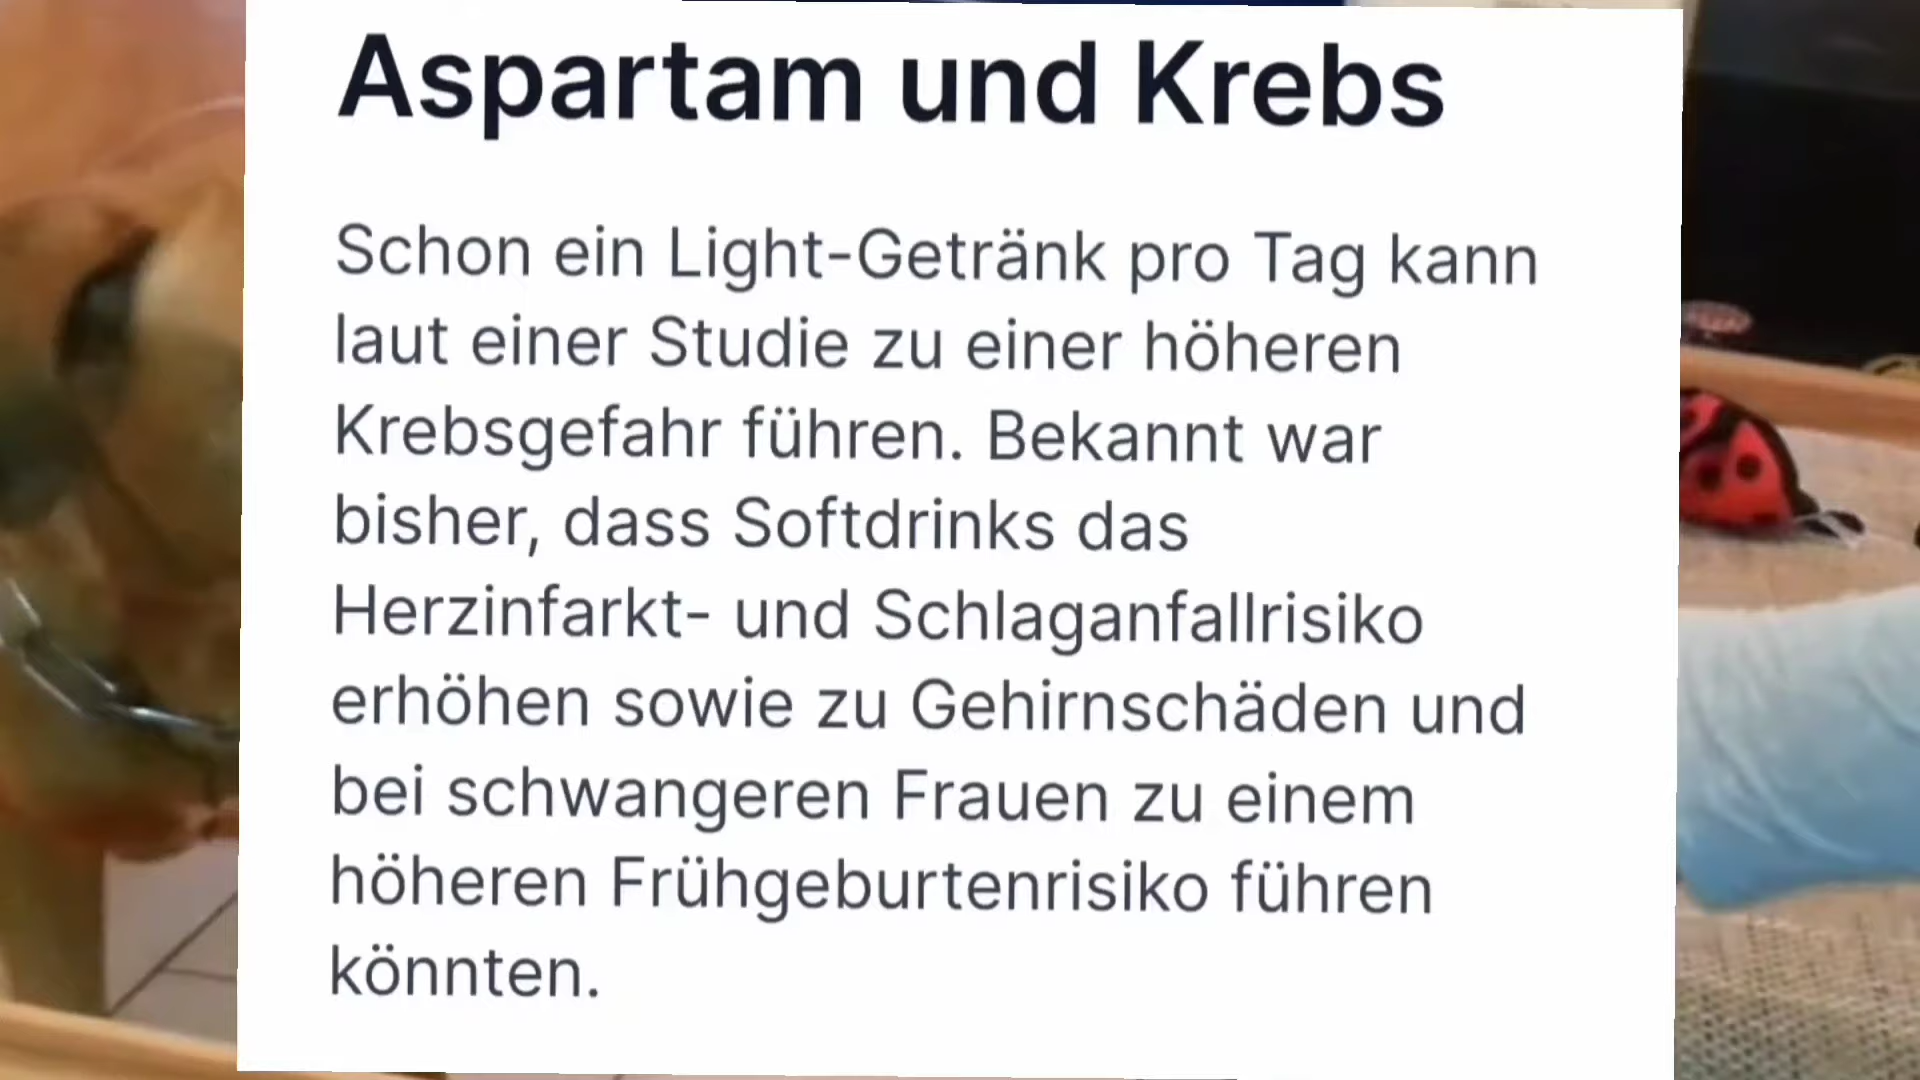 Aspartam und Krebs
Schon ein Light-Getränk pro Tag kann
laut einer Studie zu einer höheren
Krebsgefahr führen. Bekannt war
bisher, dass Softdrinks das
Herzinfarkt- und Schlaganfallrisiko
erhöhen sowie zu Gehirnschäden und
bei schwangeren Frauen zu einem
höheren Frühgeburtenrisiko führen
könnten.